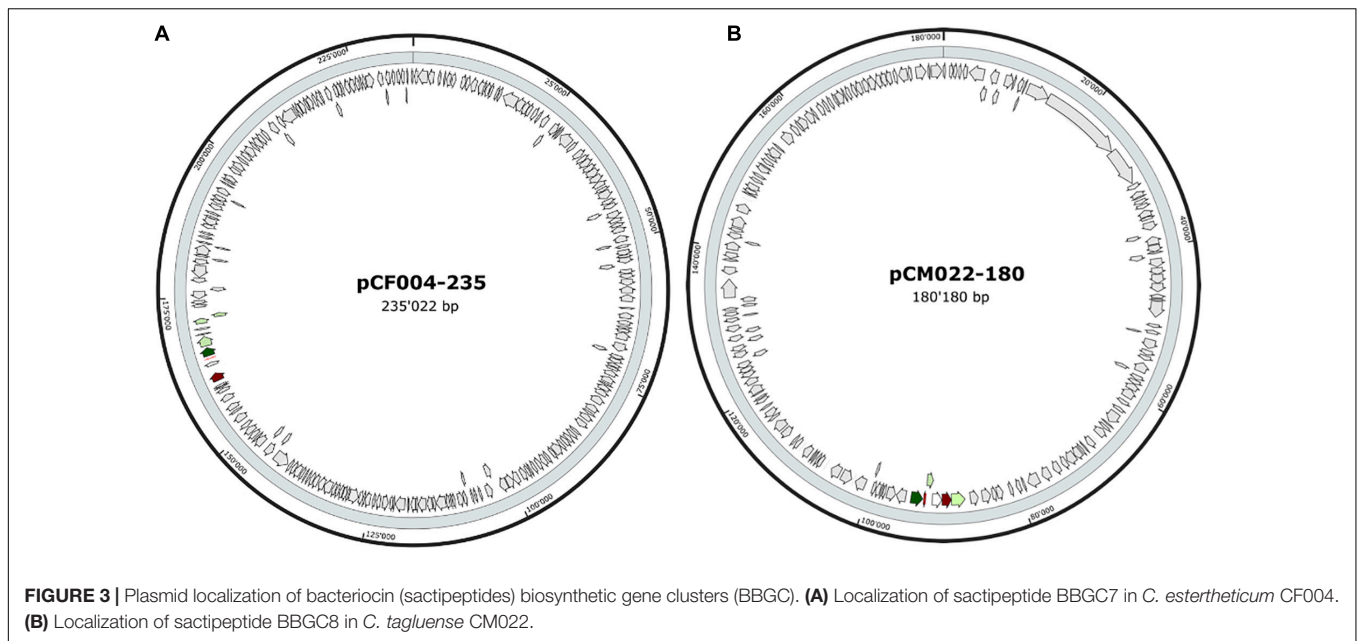 A
B
225'000
25'000
200'000
50'000
pCF004-235
235'022 bp
175'000
75'000
150'000
100'000
125'000
180'000
20'000
160'000
40'000
140'000
pCM022-180
180'180 bp
60'000
120'000
80'000
100'000
FIGURE 3 | Plasmid localization of bacteriocin (sactipeptides) biosynthetic gene clusters (BBGC). (A) Localization of sactipeptide BBGC7 in C. estertheticum CF004.
(B) Localization of sactipeptide BBGC8 in C. tagluense CM022.